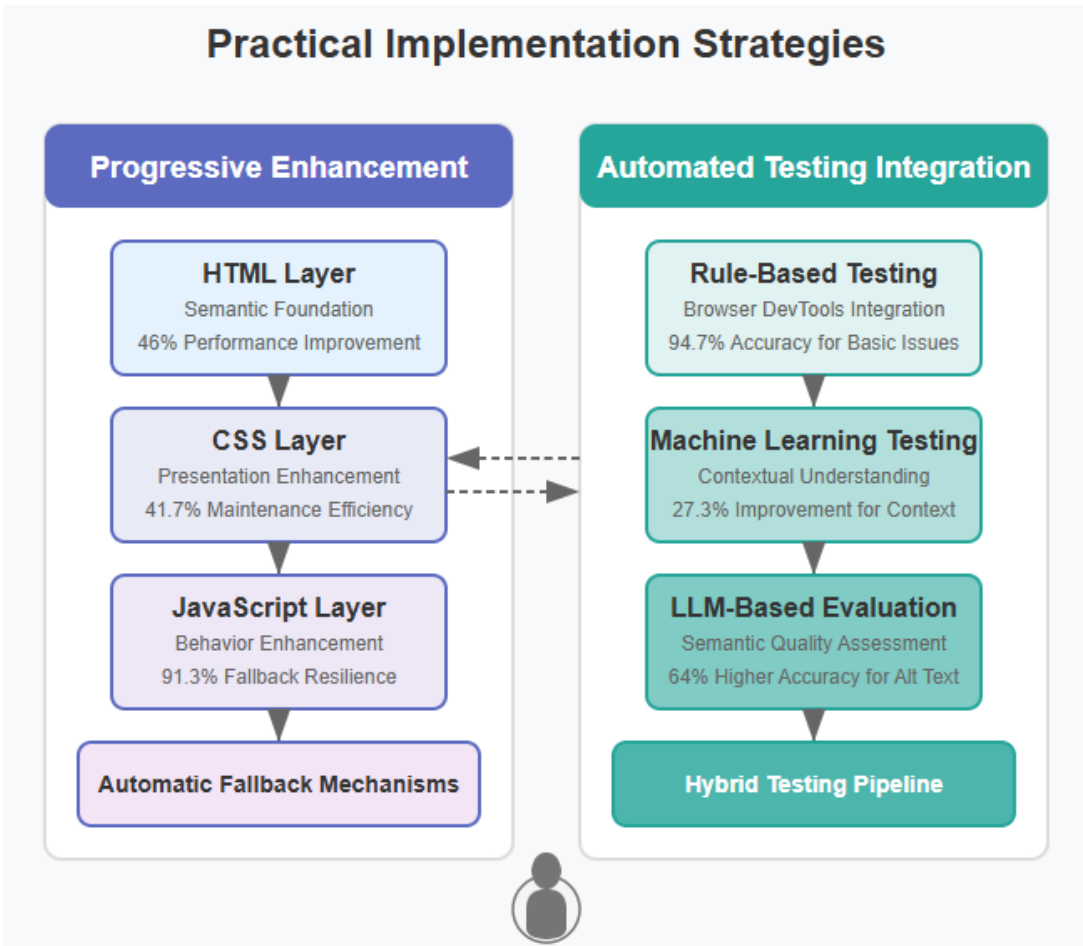 Practical Implementation Strategies
Progressive Enhancement
HTML Layer
Semantic Foundation
46% Performance Improvement
CSS Layer
Presentation Enhancement
41.7% Maintenance Efficiency
JavaScript Layer
Behavior Enhancement
91.3% Fallback Resilience
Automatic Fallback Mechanisms
Automated Testing Integration
Rule-Based Testing
Browser DevTools Integration
94.7% Accuracy for Basic Issues
Machine Learning Testing
Contextual Understanding
27.3% Improvement for Context
LLM-Based Evaluation
Semantic Quality Assessment
64% Higher Accuracy for Alt Text
Hybrid Testing Pipeline